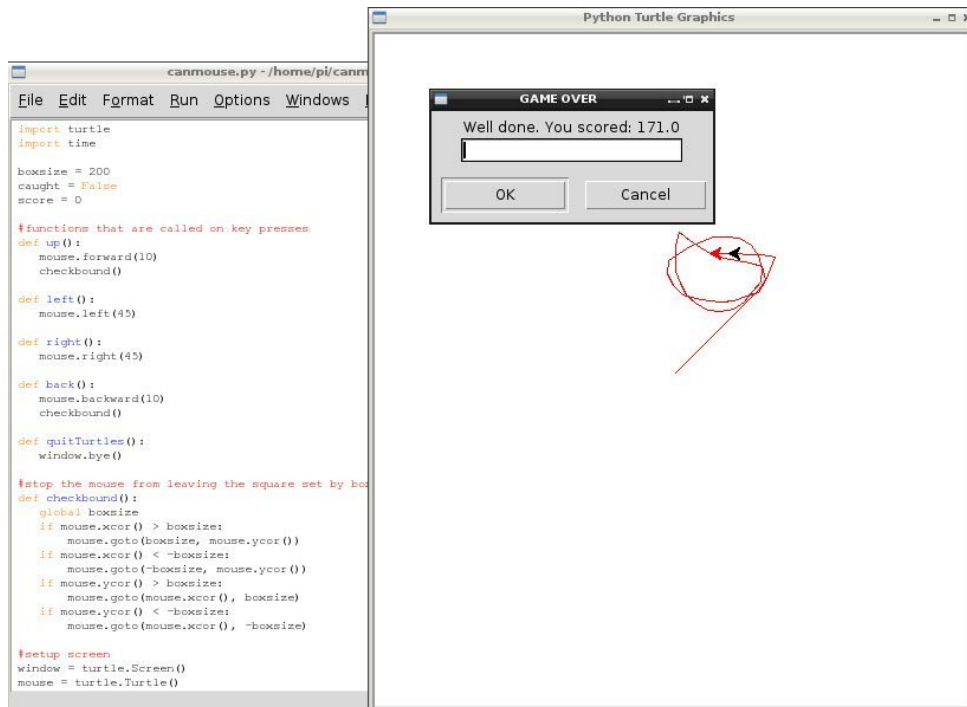 Python Turtle Graphics
canmouse.py - /home/pi/canm
File Edit Format Run Options Windows
GAME OVER
Well done. You scored: 171.0
OK Cancel
import turtle
import time
boxsize = 200
caught = False
score = 0
#functions that are called on key presses
def up():
    mouse.forward(10)
    checkbound()
def left():
    mouse.left(45)
def right():
    mouse.right(45)
def back():
    mouse.backward(10)
    checkbound()
def quitTurtles():
    window.bye()
#stop the mouse from leaving the square set by bo
def checkbound():
    global boxsize
    if mouse.xcor() > boxsize:
        mouse.goto(boxsize, mouse.ycor())
    if mouse.xcor() < -boxsize:
        mouse.goto(-boxsize, mouse.ycor())
    if mouse.ycor() > boxsize:
        mouse.goto(mouse.xcor(), boxsize)
    if mouse.ycor() < -boxsize:
        mouse.goto(mouse.xcor(), -boxsize)
#setup screen
window = turtle.Screen()
mouse = turtle.Turtle()